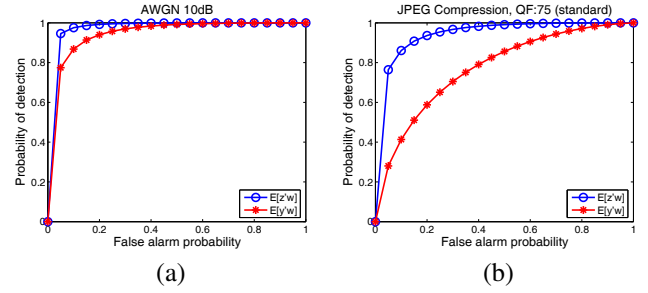 AWGN 10dB
1
0.8
0.6
0.4
0.2
0
0 0.2 0.4 0.6 0.8 1
Probability of detection
False alarm probability
E[z'w]
E[y'w]
(a)
JPEG Compression, QF:75 (standard)
1
0.8
0.6
0.4
0.2
0
0 0.2 0.4 0.6 0.8 1
Probability of detection
False alarm probability
E[z'w]
E[y'w]
(b)